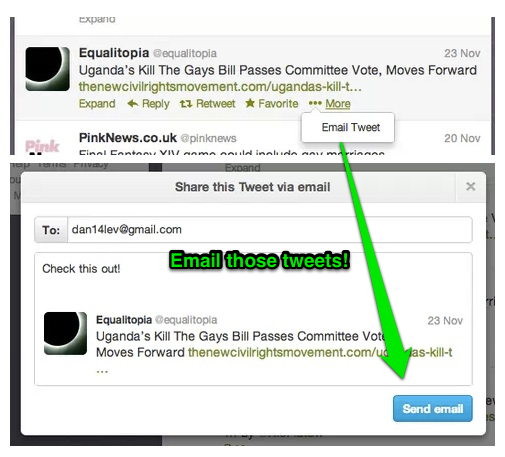 Expand
Equalitopia @equalitopia 23 Nov
Uganda's Kill The Gays Bill Passes Committee Vote, Moves Forward
thenewcivilrightsmovement.com/ugandas-kill-t…
Expand Reply Retweet Favorite More
Email Tweet
PinkNews.co.uk @pinknews 20 Nov
Pink
Final Fantasy XIV game could include gay marriages
Terms Privacy
Expand
Share this Tweet via email ×
To: dan14lev@gmail.com
Check this out!
Email those tweets!
Equalitopia @equalitopia 23 Nov
Uganda's Kill The Gays Bill Passes Committee Vote,
Moves Forward thenewcivilrightsmovement.com/ugandas-kill-t
…
Send email